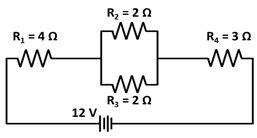 R₂ = 2 Ω
R₁ = 4 Ω
R₄ = 3 Ω
R₃ = 2 Ω
12 V